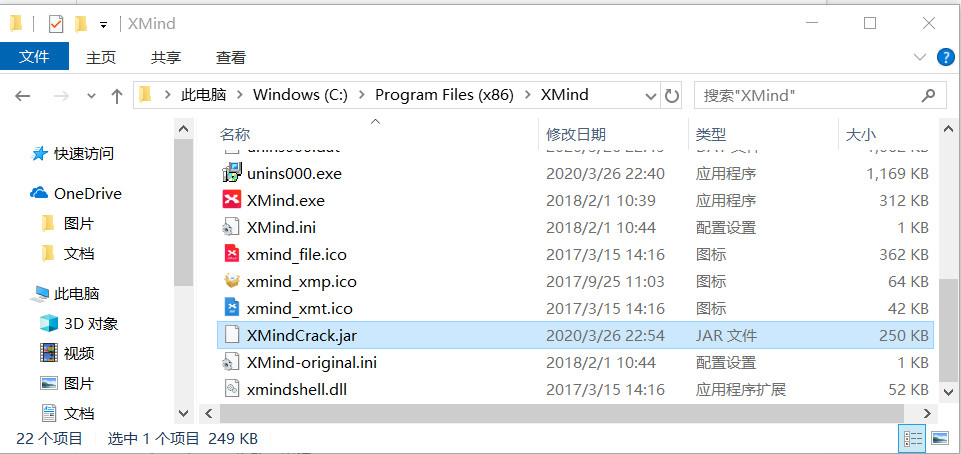 XMind
文件 主页 共享 查看
此电脑 Windows (C:) Program Files (x86) XMind 搜索"XMind"
名称 修改日期 类型 大小
快速访问
OneDrive
图片
文档
此电脑
3D 对象
视频
图片
文档
unins000.exe 2020/3/26 22:40 应用程序 1,169 KB
XMind.exe 2018/2/1 10:39 应用程序 312 KB
XMind.ini 2018/2/1 10:44 配置设置 1 KB
xmind_file.ico 2017/3/15 14:16 图标 362 KB
xmind_xmp.ico 2017/9/25 11:03 图标 64 KB
xmind_xmt.ico 2017/3/15 14:16 图标 42 KB
XMindCrack.jar 2020/3/26 22:54 JAR 文件 250 KB
XMind-original.ini 2018/2/1 10:44 配置设置 1 KB
xmindshell.dll 2017/3/15 14:16 应用程序扩展 52 KB
22 个项目 选中 1 个项目 249 KB